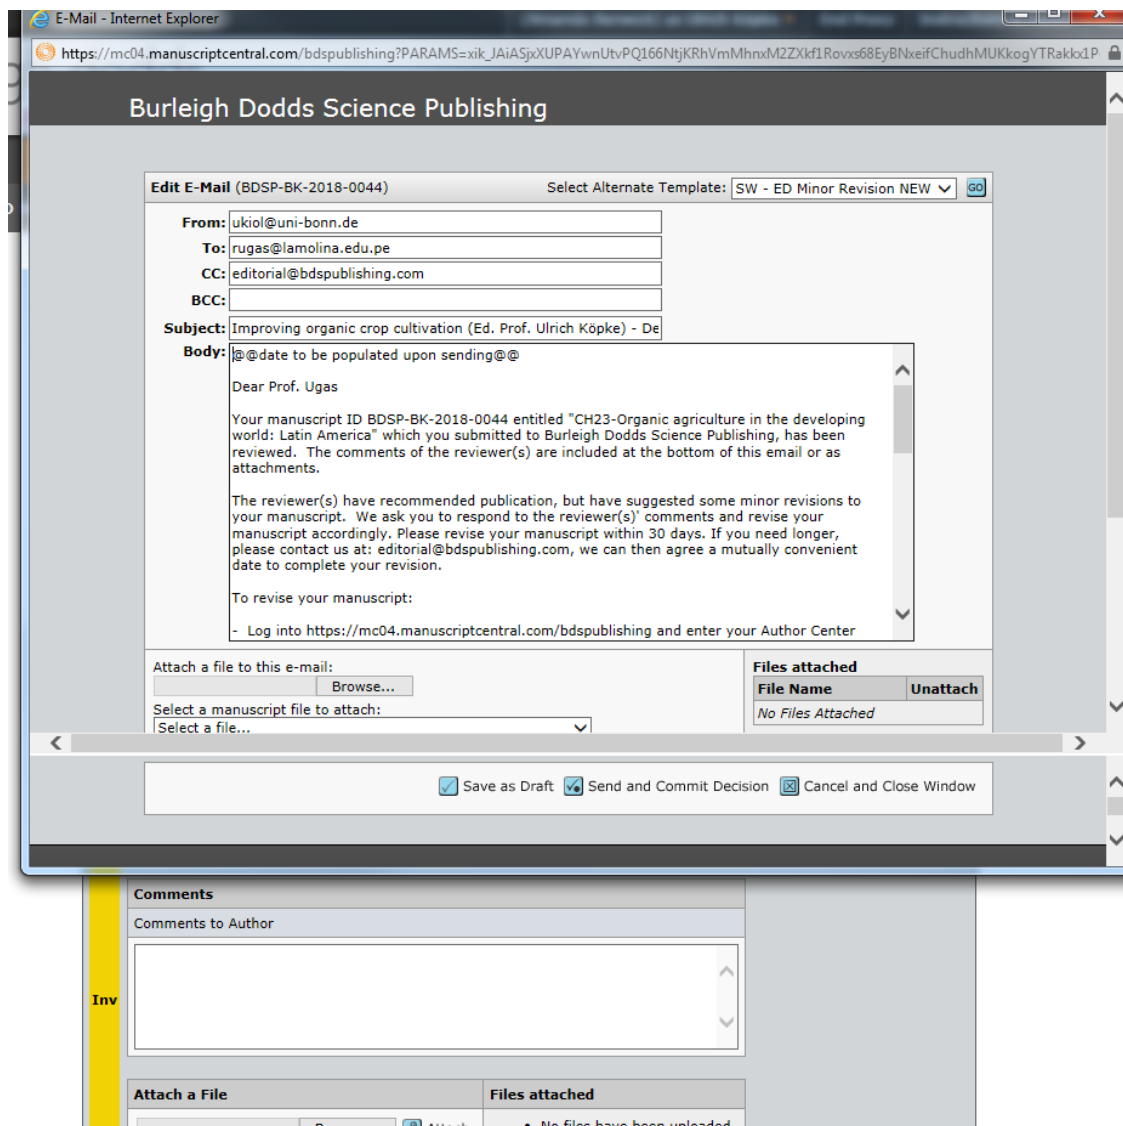 E-Mail - Internet Explorer
https://mc04.manuscriptcentral.com/bdspublishing?PARAMS=
Burleigh Dodds Science Publishing
Edit E-Mail (BDSP-BK-2018-0044) Select Alternate Template: SW - ED Minor Revision NEW GO
From: ukiol@uni-bonn.de
To: rugas@lamolina.edu.pe
CC: editorial@bdspublishing.com
BCC:
Subject: Improving organic crop cultivation (Ed. Prof. Ulrich Köpke) - De
Body: @@date to be populated upon sending@@
Dear Prof. Ugas
Your manuscript ID BDSP-BK-2018-0044 entitled "CH23-Organic agriculture in the developing
world: Latin America" which you submitted to Burleigh Dodds Science Publishing, has been
reviewed.  The comments of the reviewer(s) are included at the bottom of this email or as
attachments.
The reviewer(s) have recommended publication, but have suggested some minor revisions to
your manuscript.  We ask you to respond to the reviewer(s)' comments and revise your
manuscript accordingly. Please revise your manuscript within 30 days. If you need longer,
please contact us at: editorial@bdspublishing.com, we can then agree a mutually convenient
date to complete your revision.
To revise your manuscript:
-  Log into https://mc04.manuscriptcentral.com/bdspublishing and enter your Author Center
Attach a file to this e-mail:
Browse...
Select a manuscript file to attach:
Select a file...
Files attached
File Name Unattach
No Files Attached
Save as Draft Send and Commit Decision Cancel and Close Window
Comments
Comments to Author
Inv
Attach a File Files attached
No files have been uploaded